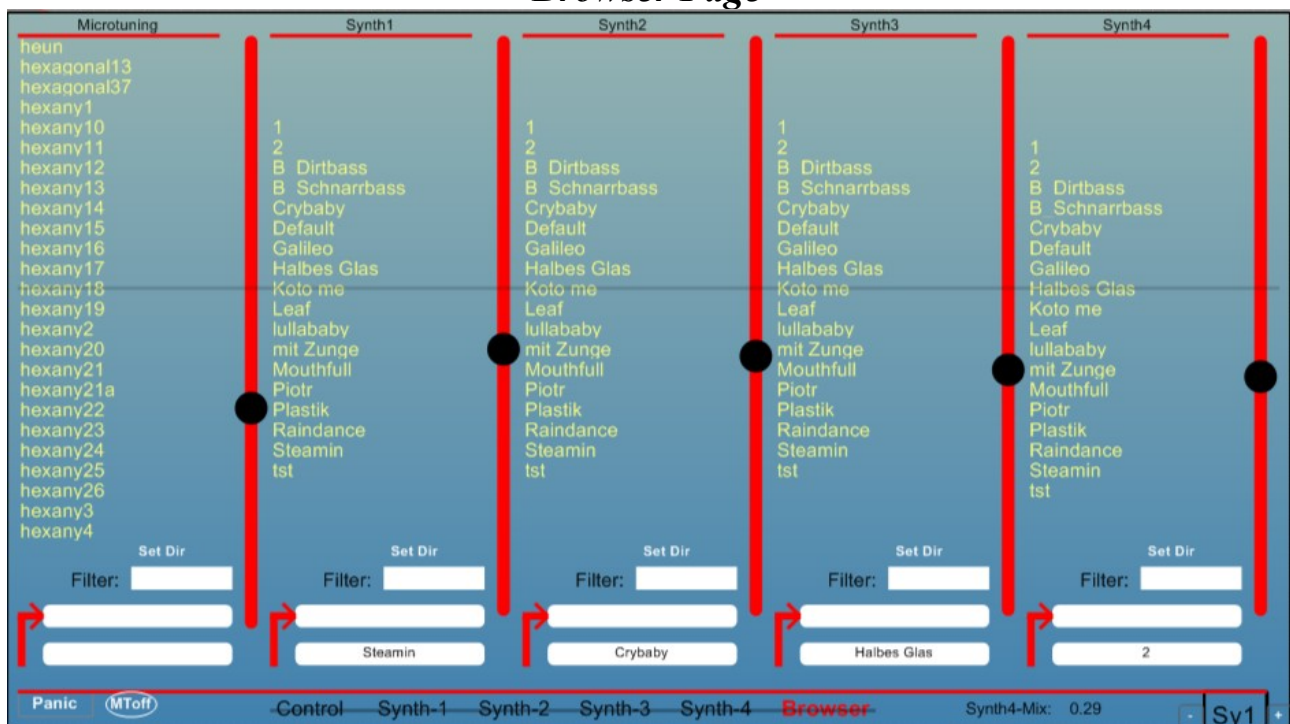 Browser Page
Microtuning
heun
hexagonal13
hexagonal37
hexany1
hexany10
hexany11
hexany12
hexany13
hexany14
hexany15
hexany16
hexany17
hexany18
hexany19
hexany2
hexany20
hexany21
hexany21a
hexany22
hexany23
hexany24
hexany25
hexany26
hexany3
hexany4
Set Dir
Filter:
Synth1
1
2
B Dirtbass
B Schnarrbass
Crybaby
Default
Galileo
Halbes Glas
Koto me
Leaf
lullababy
mit Zunge
Mouthfull
Piotr
Plastik
Raindance
Steamin
tst
Set Dir
Filter:
Steamin
Synth2
1
2
B Dirtbass
B Schnarrbass
Crybaby
Default
Galileo
Halbes Glas
Koto me
Leaf
lullababy
mit Zunge
Mouthfull
Piotr
Plastik
Raindance
Steamin
tst
Set Dir
Filter:
Crybaby
Synth3
1
2
B Dirtbass
B Schnarrbass
Crybaby
Default
Galileo
Halbes Glas
Koto me
Leaf
lullababy
mit Zunge
Mouthfull
Piotr
Plastik
Raindance
Steamin
tst
Set Dir
Filter:
Halbes Glas
Synth4
1
2
B Dirtbass
B_Schnarrbass
Crybaby
Default
Galileo
Halbes Glas
Koto me
Leaf
lullababy
mit Zunge
Mouthfull
Piotr
Plastik
Raindance
Steamin
tst
Set Dir
Filter:
2
Panic MToff Control Synth-1 Synth-2 Synth-3 Synth-4 Browser Synth4-Mix: 0.29 - Sy1 +